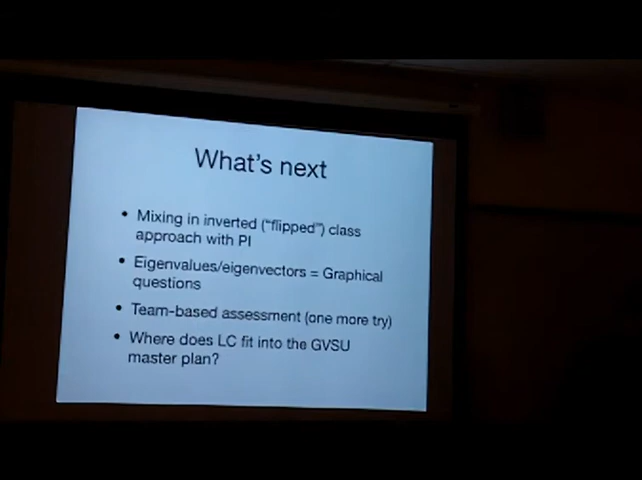 What's next
• Mixing in inverted ("flipped") class
approach with PI
• Eigenvalues/eigenvectors = Graphical
questions
• Team-based assessment (one more try)
• Where does LC fit into the GVSU
master plan?